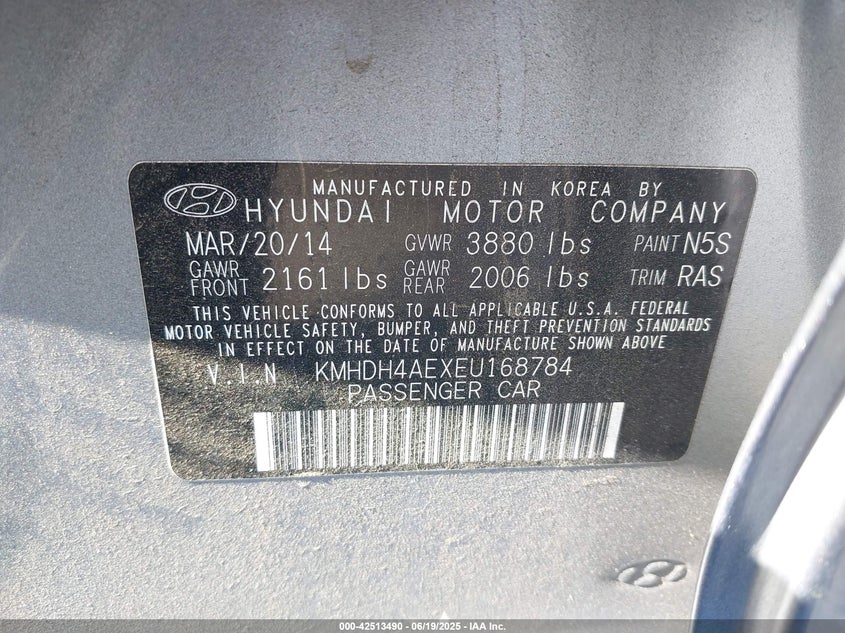 MANUFACTURED IN KOREA BY
HYUNDAI MOTOR COMPANY
MAR/20/14 GVWR 3880 lbs PAINT N5S
GAWR FRONT 2161 lbs GAWR REAR 2006 lbs TRIM RAS
THIS VEHICLE CONFORMS TO ALL APPLICABLE U.S.A. FEDERAL
MOTOR VEHICLE SAFETY, BUMPER, AND THEFT PREVENTION STANDARDS
IN EFFECT ON THE DATE OF MANUFACTURE SHOWN ABOVE.
V.I.N KMHDH4AEXEU168784
PASSENGER CAR
000-42513490 - 06/19/2025 - IAA Inc.